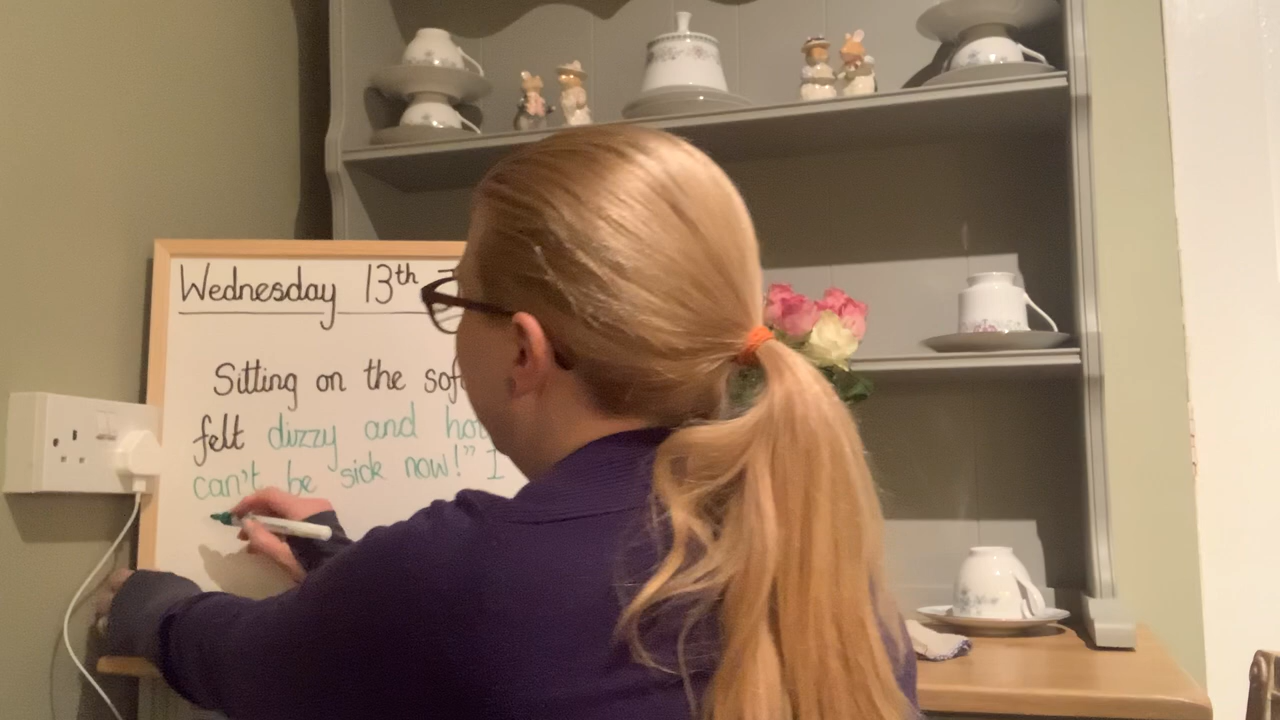 Wednesday 13th
Sitting on the
felt dizzy and
can't be sick now!" I